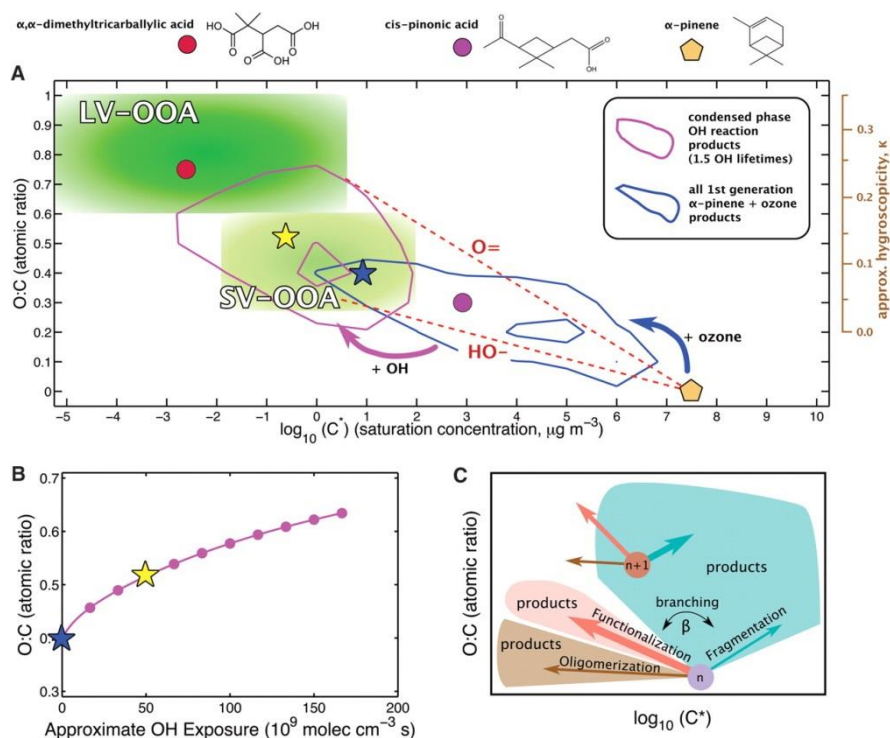 α,α-dimethyltricarballylic acid
cis-pinonic acid
α-pinene
O
OH
HO
O
OH
O
O
O
OH
A
LV-OOA
SV-OOA
O=
HO-
+ OH
+ ozone
condensed phase
OH reaction
products
(1.5 OH lifetimes)
all 1st generation
α-pinene + ozone
products
O:C (atomic ratio)
1
0.9
0.8
0.7
0.6
0.5
0.4
0.3
0.2
0.1
0
0.3
0.2
0.1
0.0
approx. hygroscopicity, κ
-5 -4 -3 -2 -1 0 1 2 3 4 5 6 7 8 9 10
log10 (C*) (saturation concentration, μg m-3)
B
O:C (atomic ratio)
0.7
0.6
0.5
0
0.3
0 50 100 150 200
Approximate OH Exposure (10⁹ molec cm⁻³ s)
C
O:C (atomic ratio)
n+1
products
branching
β
products
Functionalization
Fragmentation
products
Oligomerization
n
log10 (C*)